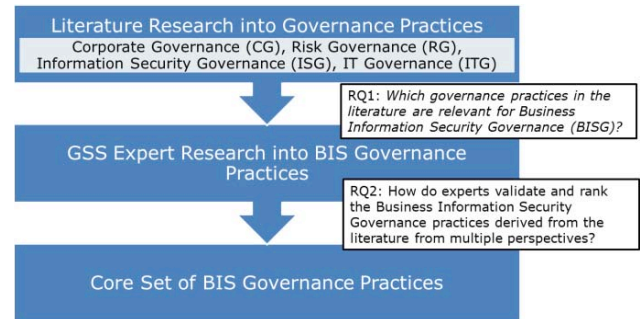 Literature Research into Governance Practices
Corporate Governance (CG), Risk Governance (RG),
Information Security Governance (ISG), IT Governance (ITG)
RQ1: Which governance practices in the
literature are relevant for Business
Information Security Governance (BISG)?
GSS Expert Research into BIS Governance
Practices
RQ2: How do experts validate and rank
the Business Information Security
Governance practices derived from the
literature from multiple perspectives?
Core Set of BIS Governance Practices